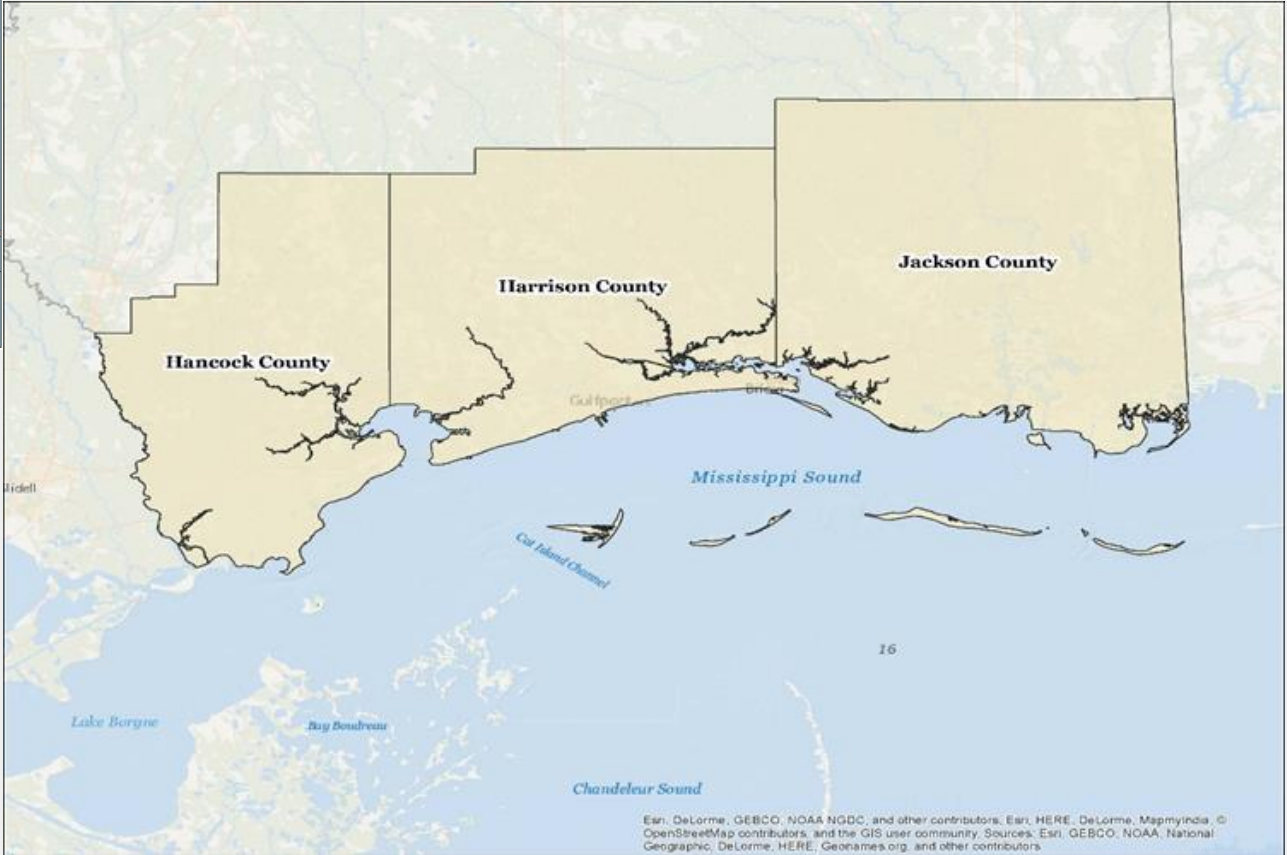 Jackson County
Harrison County
Hancock County
Gulfport
Mississippi Sound
Slidell
Cat Island Channel
16
Lake Borgne
Bay Boudreau
Chandeleur Sound
Esri, DeLorme, GEBCO, NOAA NGDC, and other contributors, Esri, HERE, DeLorme, MapmyIndia, ©
OpenStreetMap contributors, and the GIS user community, Sources: Esri, GEBCO, NOAA, National
Geographic, DeLorme, HERE, Geonames.org, and other contributors